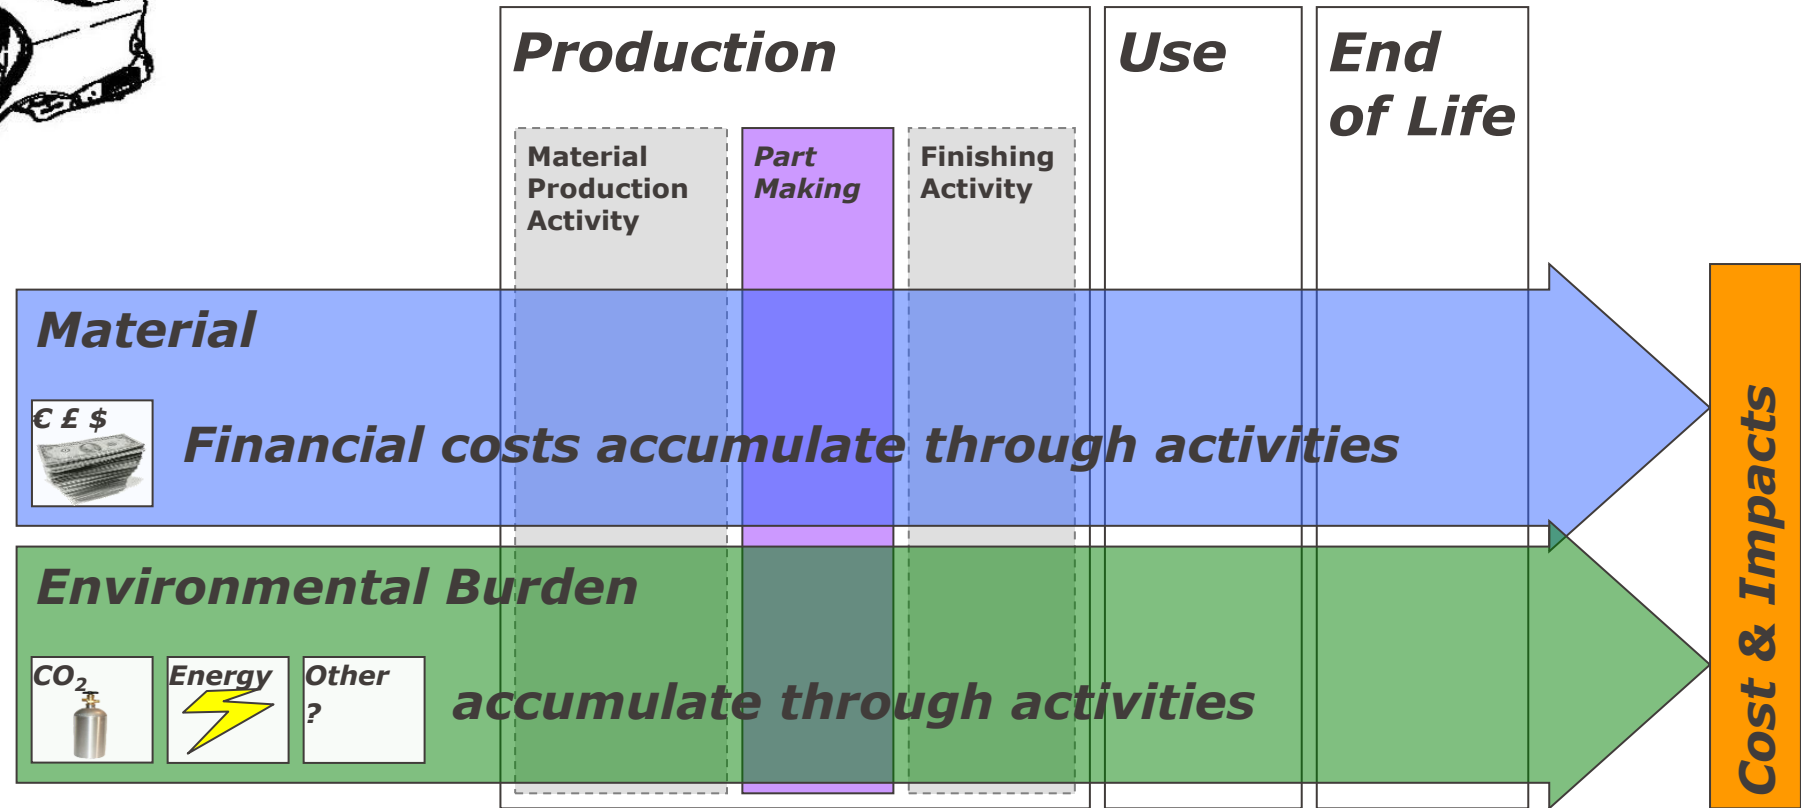 Production
Use
End
of Life
Material
Production
Activity
Part
Making
Finishing
Activity
Material
€ £ $
Financial costs accumulate through activities
Environmental Burden
CO₂
Energy
Other
?
accumulate through activities
Cost & Impacts